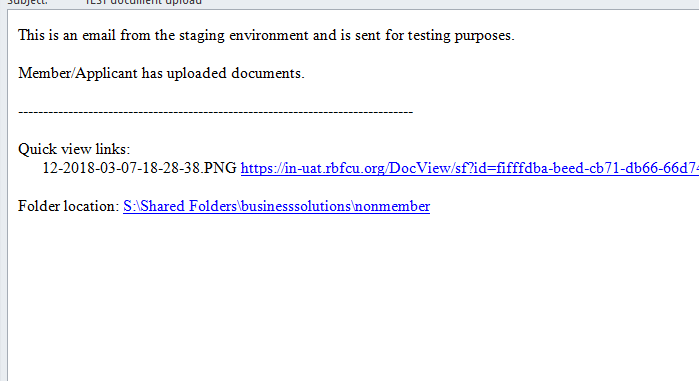 Subject: TEST document upload
This is an email from the staging environment and is sent for testing purposes.
Member/Applicant has uploaded documents.
-------------------------------------------------------------------------------
Quick view links:
12-2018-03-07-18-28-38.PNG https://in-uat.rbfcu.org/DocView/sf?id=fifffdba-beed-cb71-db66-66d74
Folder location: S:\Shared Folders\businesssolutions\nonmember